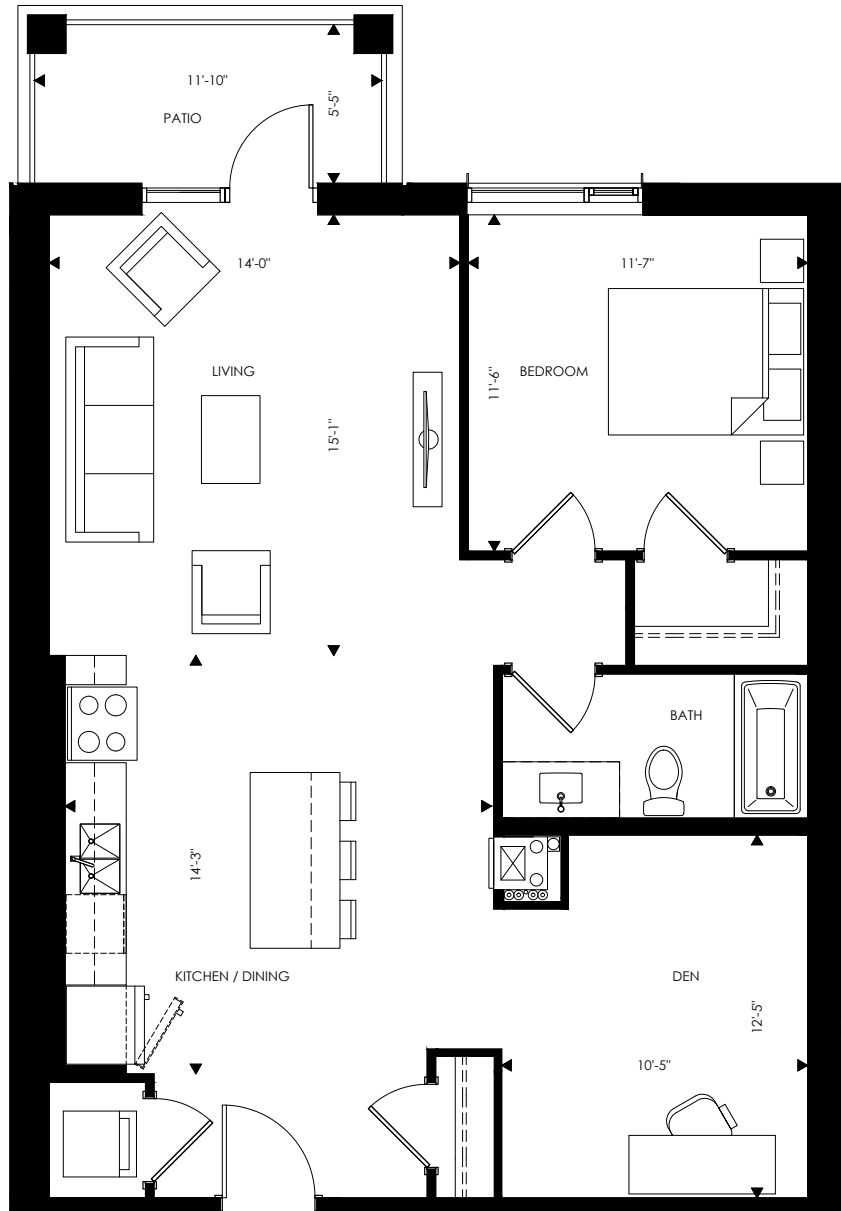 11'-10"
5'-5"
PATIO
14'-0"
11'-7"
LIVING
BEDROOM
11'-6"
15'-1"
BATH
14'-3"
KITCHEN / DINING
DEN
12'-5"
10'-5"